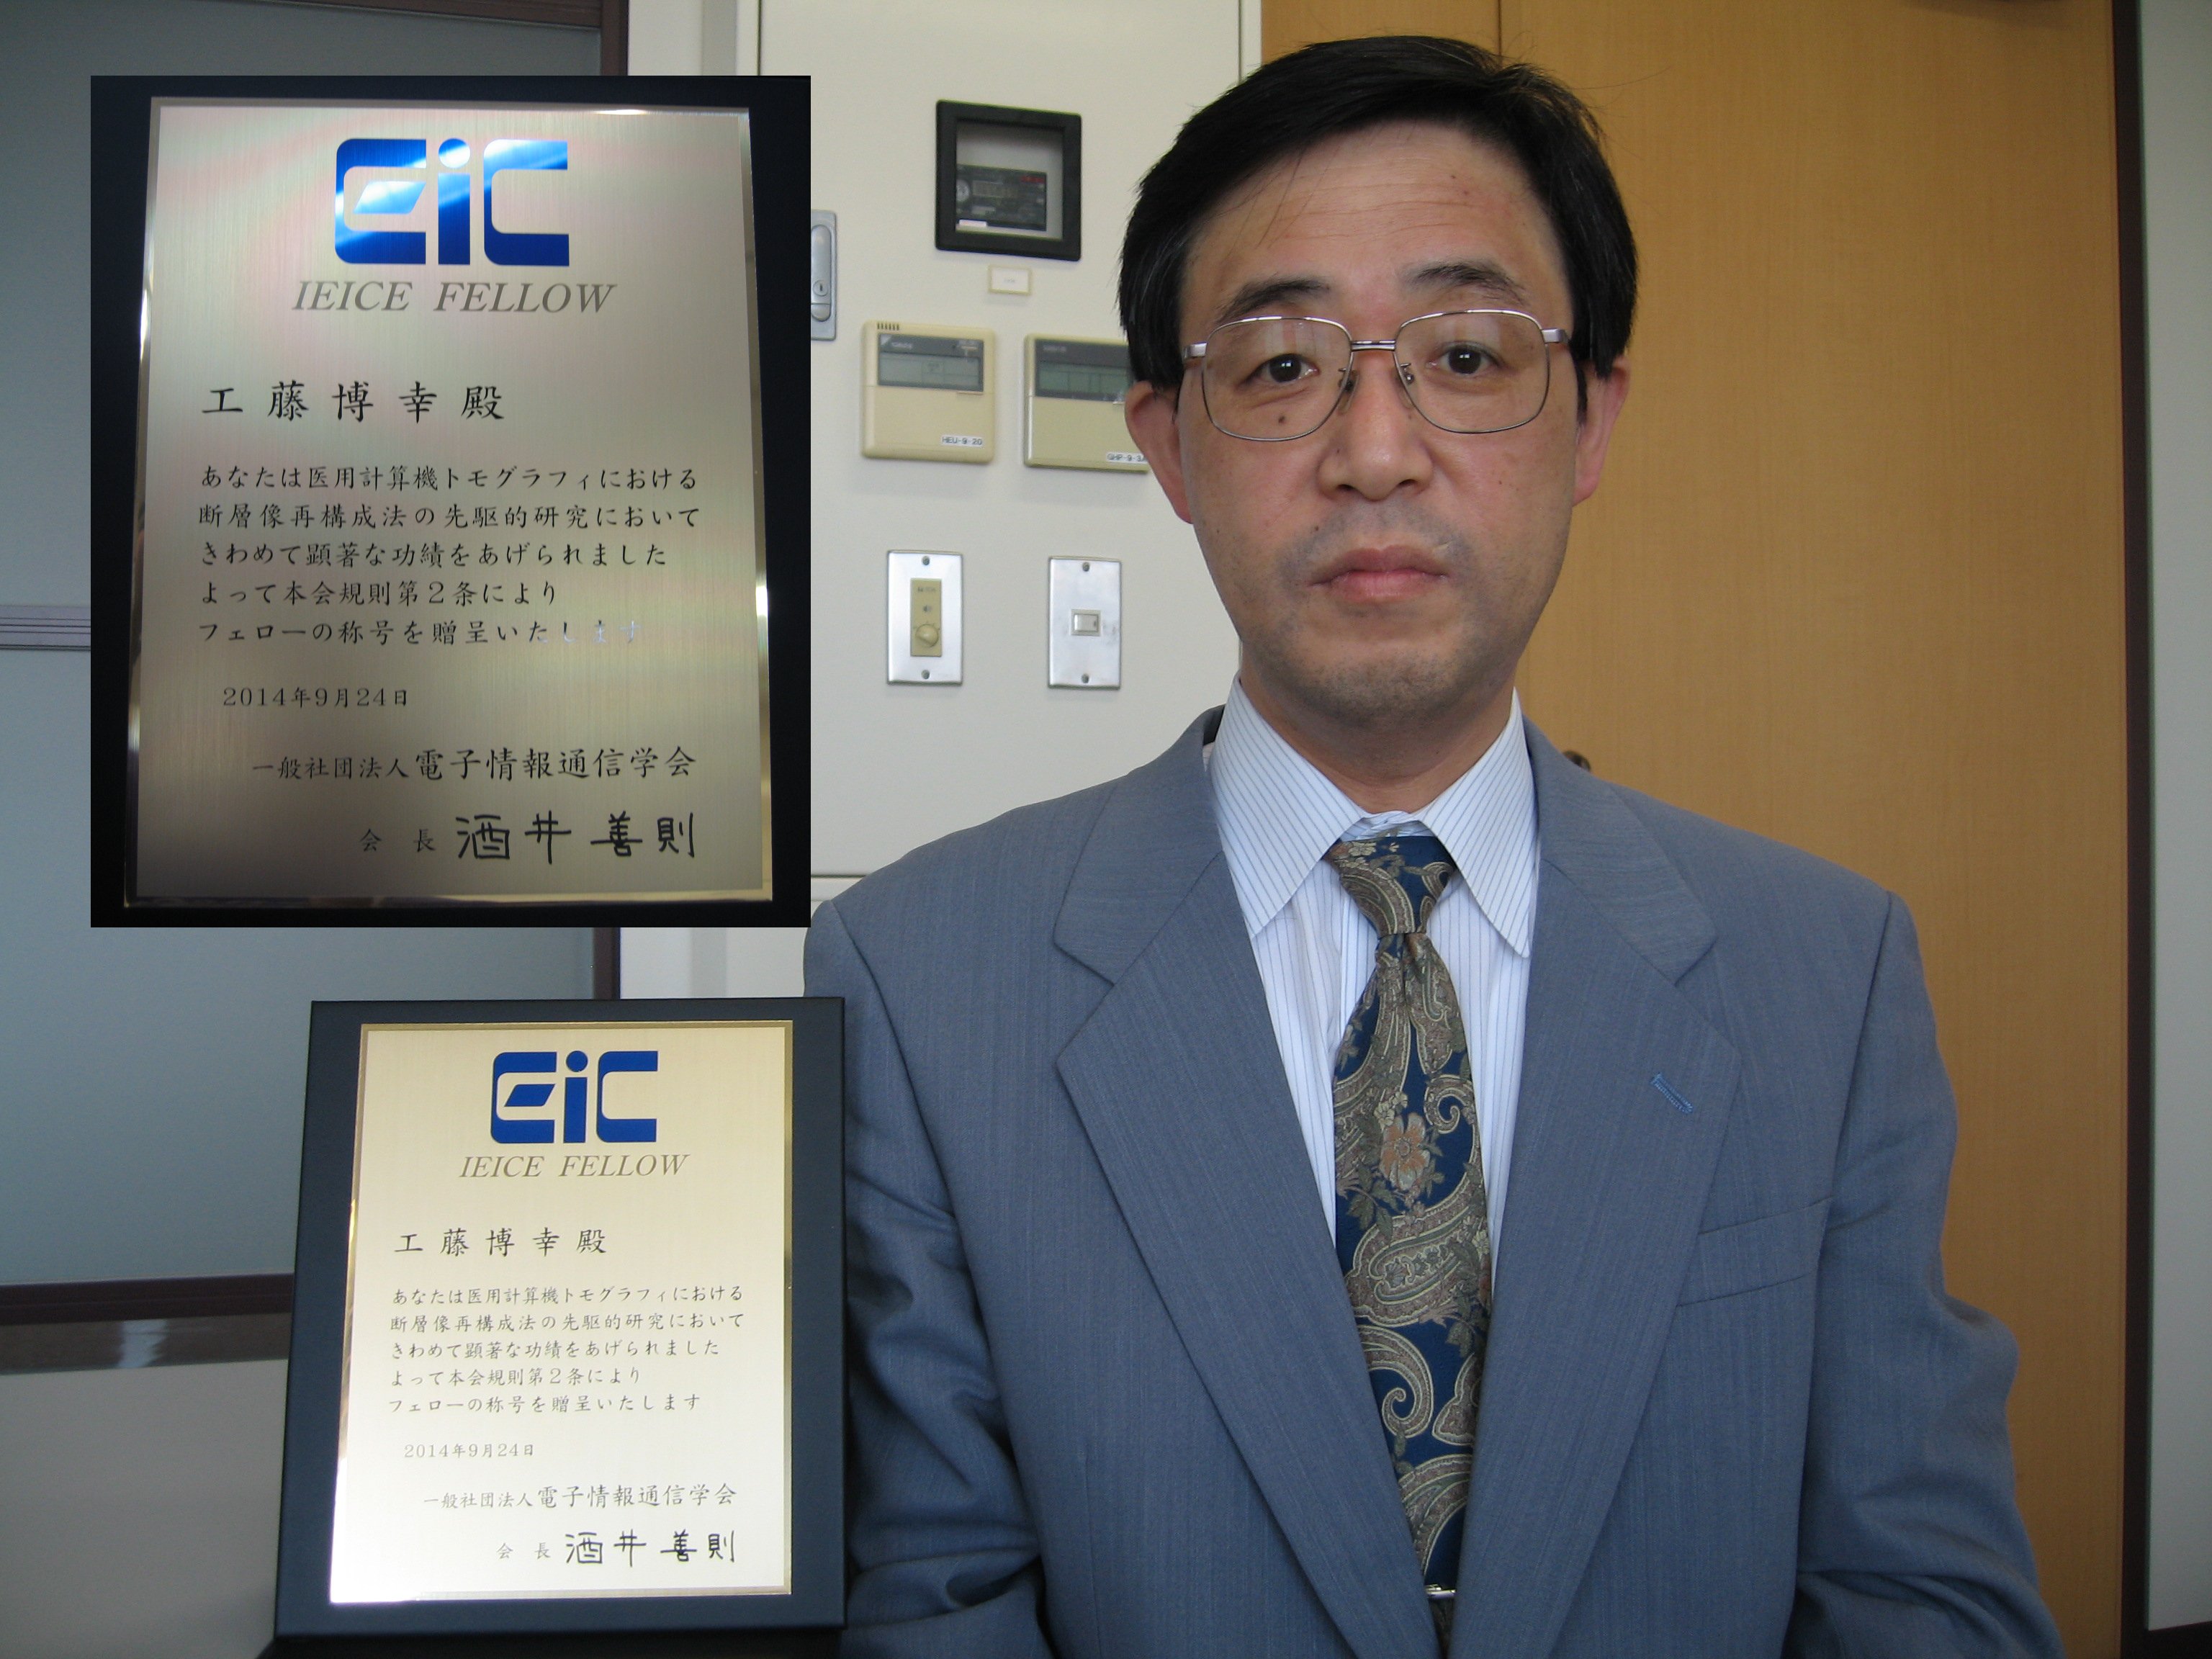 EiC
IEICE FELLOW
工藤博幸殿
あなたは医用計算機トモグラフィにおける
断層像再構成法の先駆的研究において
きわめて顕著な功績をあげられました
よって本会規則第2条により
フェローの称号を贈呈いたします
2014年9月24日
一般社団法人電子情報通信学会
会 長 酒井善則
HEU-9-20
GHP-9-3A
EiC
IEICE FELLOW
工藤博幸殿
あなたは医用計算機トモグラフィにおける
断層像再構成法の先駆的研究において
きわめて顕著な功績をあげられました
よって本会規則第2条により
フェローの称号を贈呈いたします
2014年9月24日
一般社団法人電子情報通信学会
会 長 酒井善則